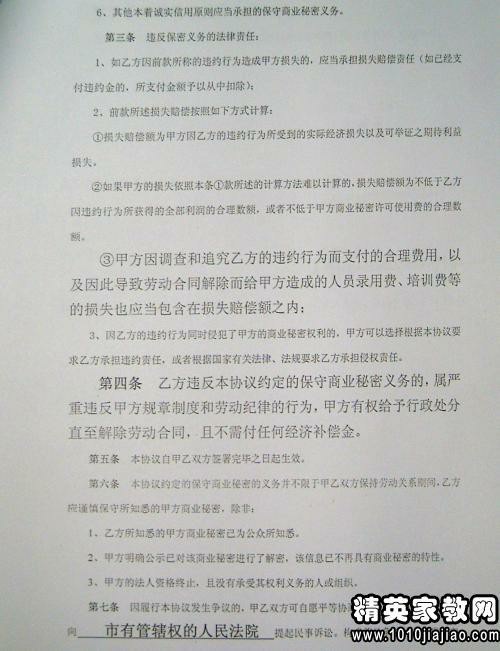 6、其他本着诚实信用原则应当承担的保守商业秘密义务。
第三条 违反保密义务的法律责任:
1、如乙方因前款所称的违约行为造成甲方损失的,应当承担损失赔偿责任(如已经支
付违约金的,所支付金额予以从中扣除);
2、前款所述损失赔偿按照如下方式计算:
①损失赔偿额为甲方因乙方的违约行为所受到的实际经济损失以及可举证之期待利益
损失。
②如果甲方的损失依照本条①款所述的计算方法难以计算的,损失赔偿额为不低于乙方
因违约行为所获得的全部利润的合理数额,或者不低于甲方商业秘密许可使用费的合理数
额。
③甲方因调查和追究乙方的违约行为而支付的合理费用,以
及因此导致劳动合同解除而给甲方造成的人员录用费、培训费等
的损失也应当包含在损失赔偿额之内;
3、因乙方的违约行为同时侵犯了甲方的商业秘密权利的,甲方可以选择根据本协议要
求乙方承担违约责任,或者根据国家有关法律、法规要求乙方承担侵权责任。
第四条 乙方违反本协议约定的保守商业秘密义务的,属严
重违反甲方规章制度和劳动纪律的行为,甲方有权给予行政处分
直至解除劳动合同,且不需付任何经济补偿金。
第五条 本协议自甲乙双方签署完毕之日起生效。
第六条 本协议约定的保守商业秘密的义务并不限于甲乙双方保持劳动关系期间,乙方
应谨慎保守所知悉的甲方商业秘密,除非:
1、乙方所知悉的甲方商业秘密已为公众所知悉。
2、甲方明确公示已对该商业秘密进行了解密,该信息已不再具有商业秘密的特性。
3、甲方的法人资格终止,且没有承受其权利义务的人或组织。
第七条 因履行本协议发生争议的,甲乙双方可自愿平等协
向 市有管辖权的人民法院 提起民事诉讼。
精英家教网
www.1010jiajiao.com